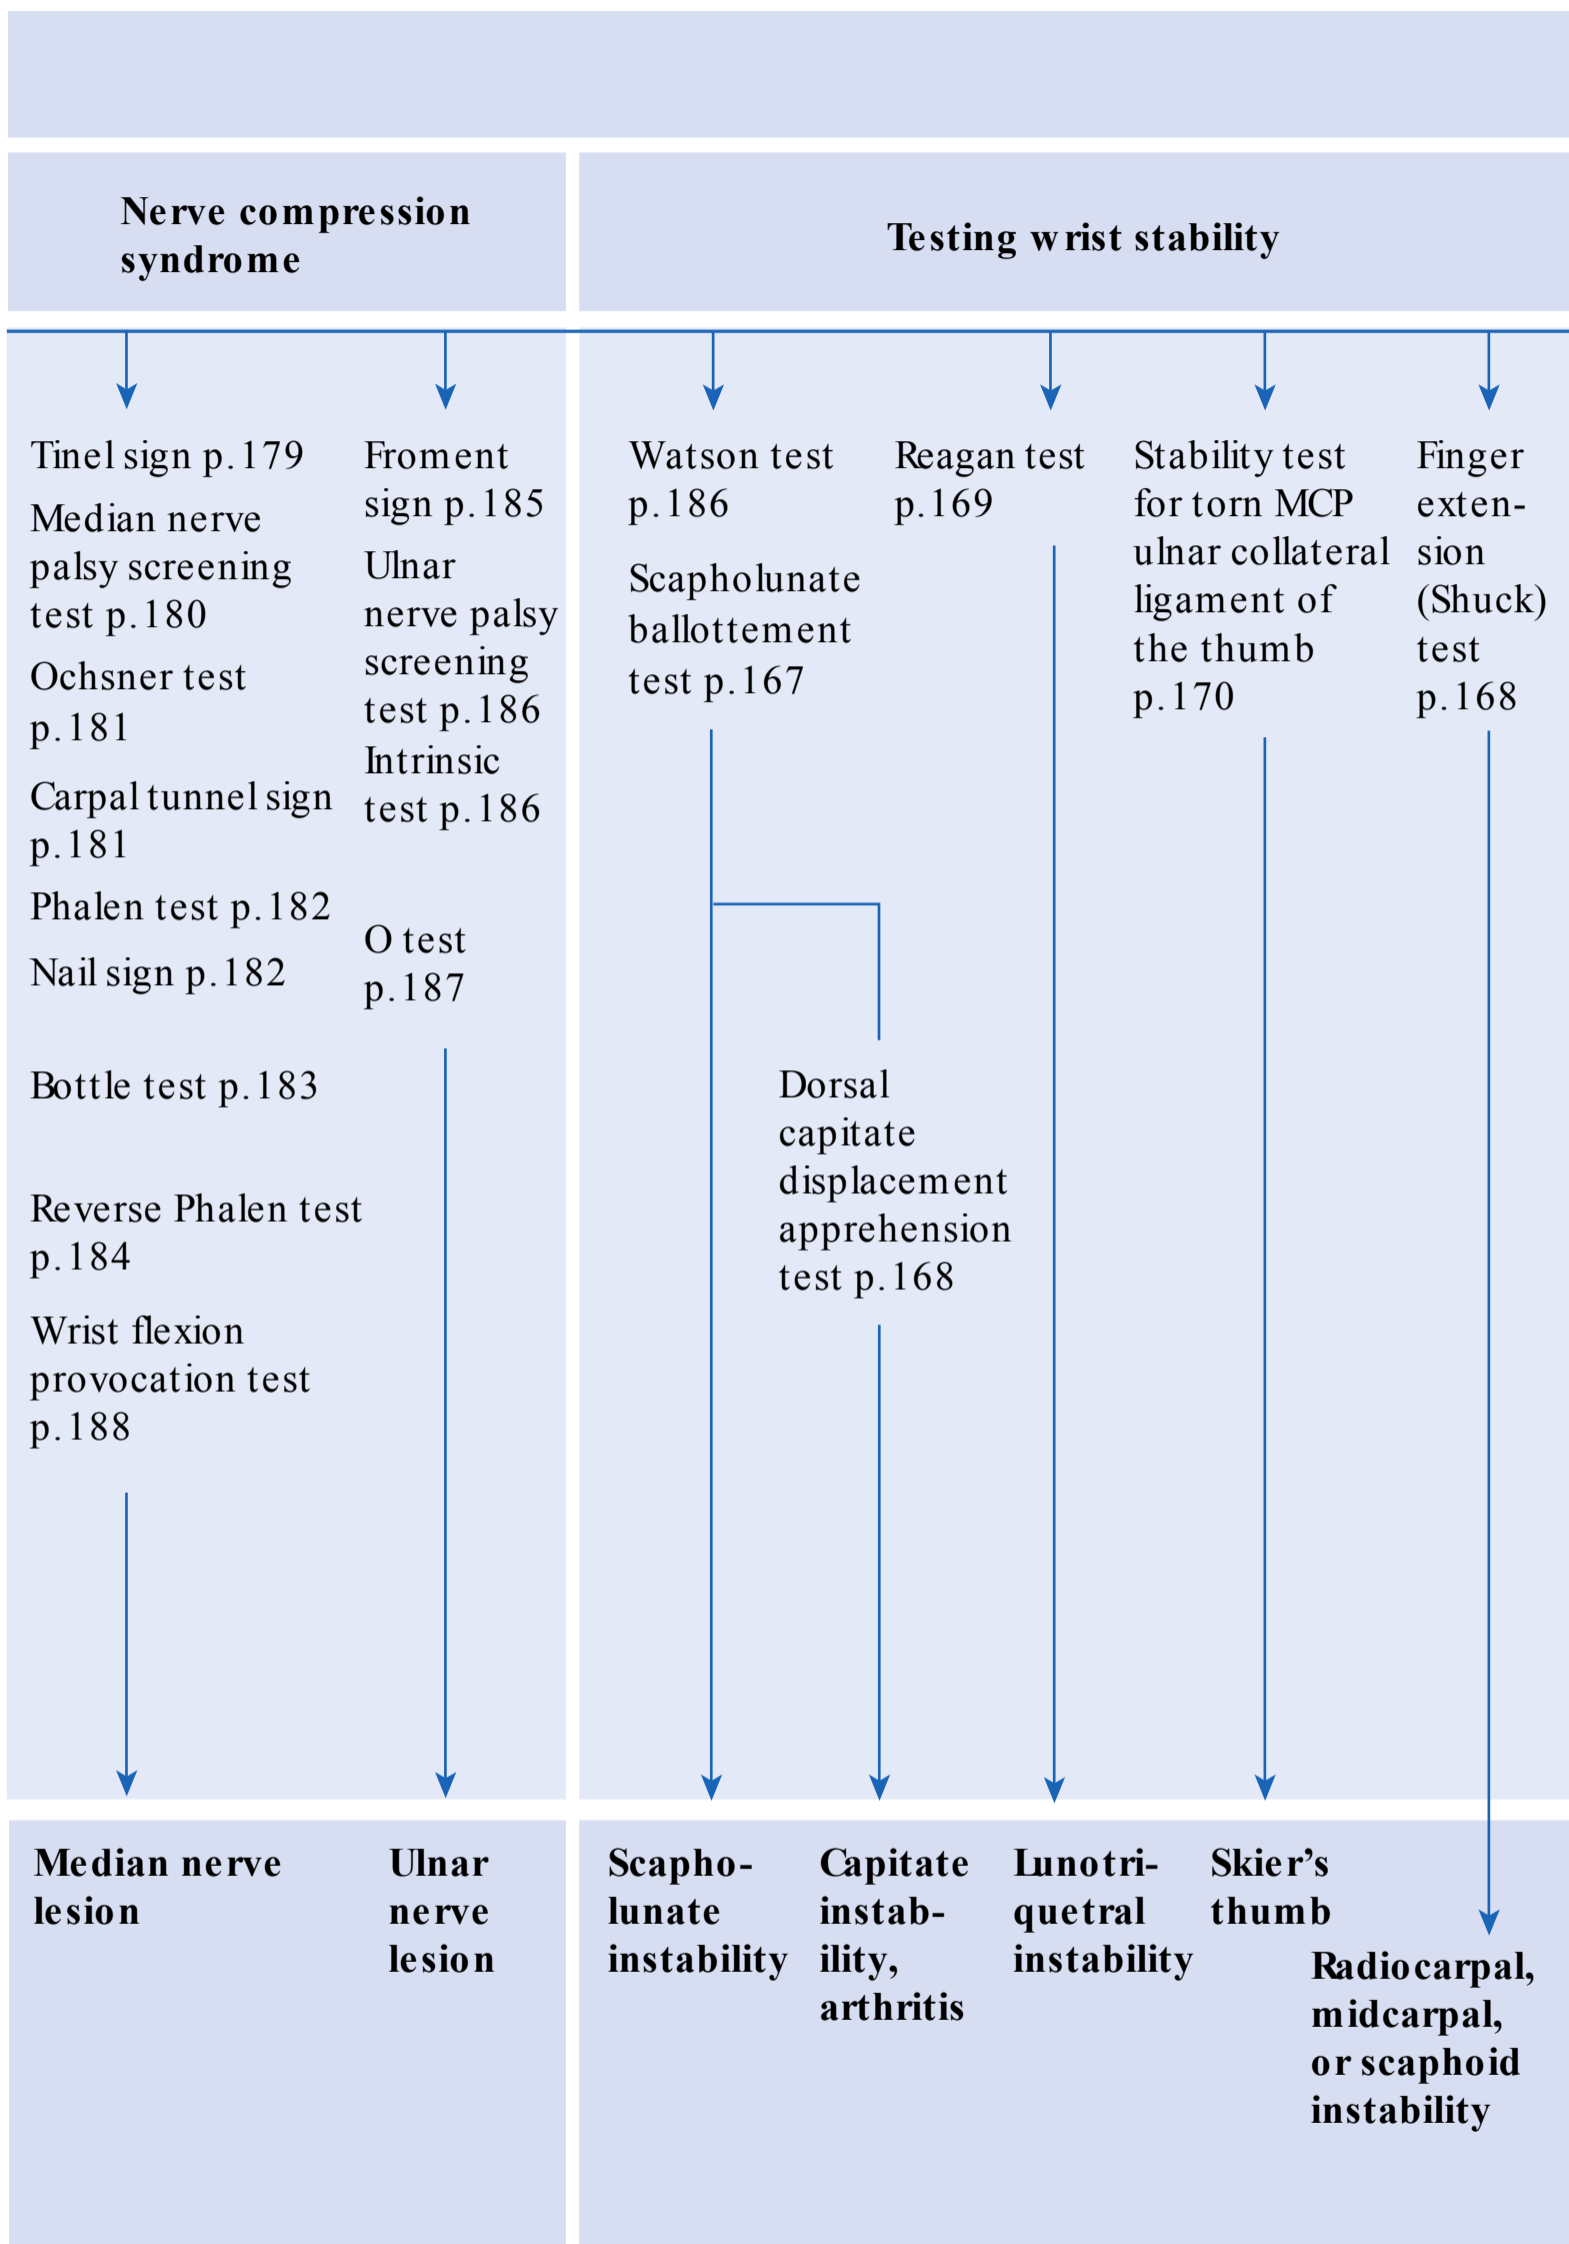 Nerve compression
syndrome
Testing wrist stability
Tinel sign p.179
Median nerve
palsy screening
test p.180
Ochsner test
p.181
Carpal tunnel sign
p.181
Phalen test p.182
Nail sign p.182
Bottle test p.183
Reverse Phalen test
p.184
Wrist flexion
provocation test
p.188
Froment
sign p.185
Ulnar
nerve palsy
screening
test p.186
Intrinsic
test p.186
O test
p.187
Watson test
p.186
Scapholunate
ballottement
test p.167
Dorsal
capitate
displacement
apprehension
test p.168
Reagan test
p.169
Stability test
for torn MCP
ulnar collateral
ligament of
the thumb
p.170
Finger
exten-
sion
(Shuck)
test
p.168
Median nerve
lesion
Ulnar
nerve
lesion
Scapho-
lunate
instability
Capitate
instab-
ility,
arthritis
Lunotri-
quetral
instability
Skier’s
thumb
Radiocarpal,
midcarpal,
or scaphoid
instability